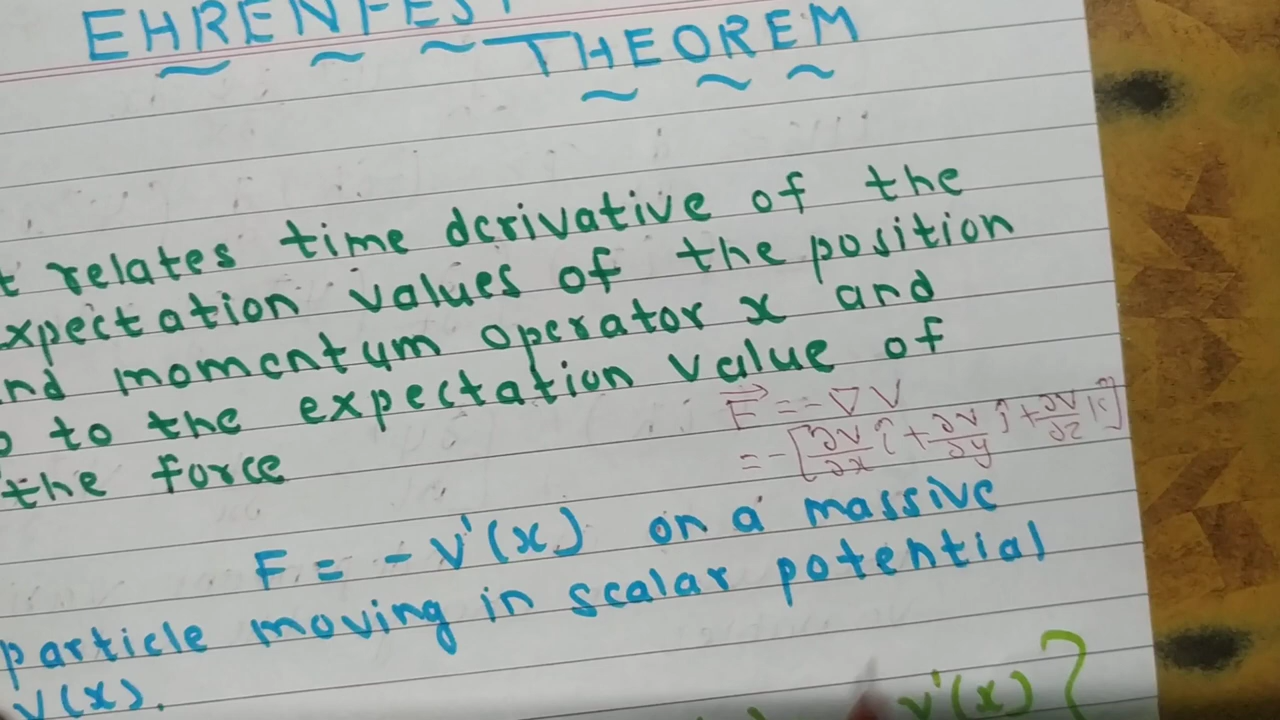 EHRENFEST
THEOREM
t relates time derivative of the
xpectation values of the position
nd momentum operator x and
p to the expectation value of
F⃗ = -∇V
= -[∂V/∂x î + ∂V/∂y ĵ + ∂V/∂z k̂]
the force
F = - V'(x) on a massive
particle moving in scalar potential
V(x).
V'(x) ?